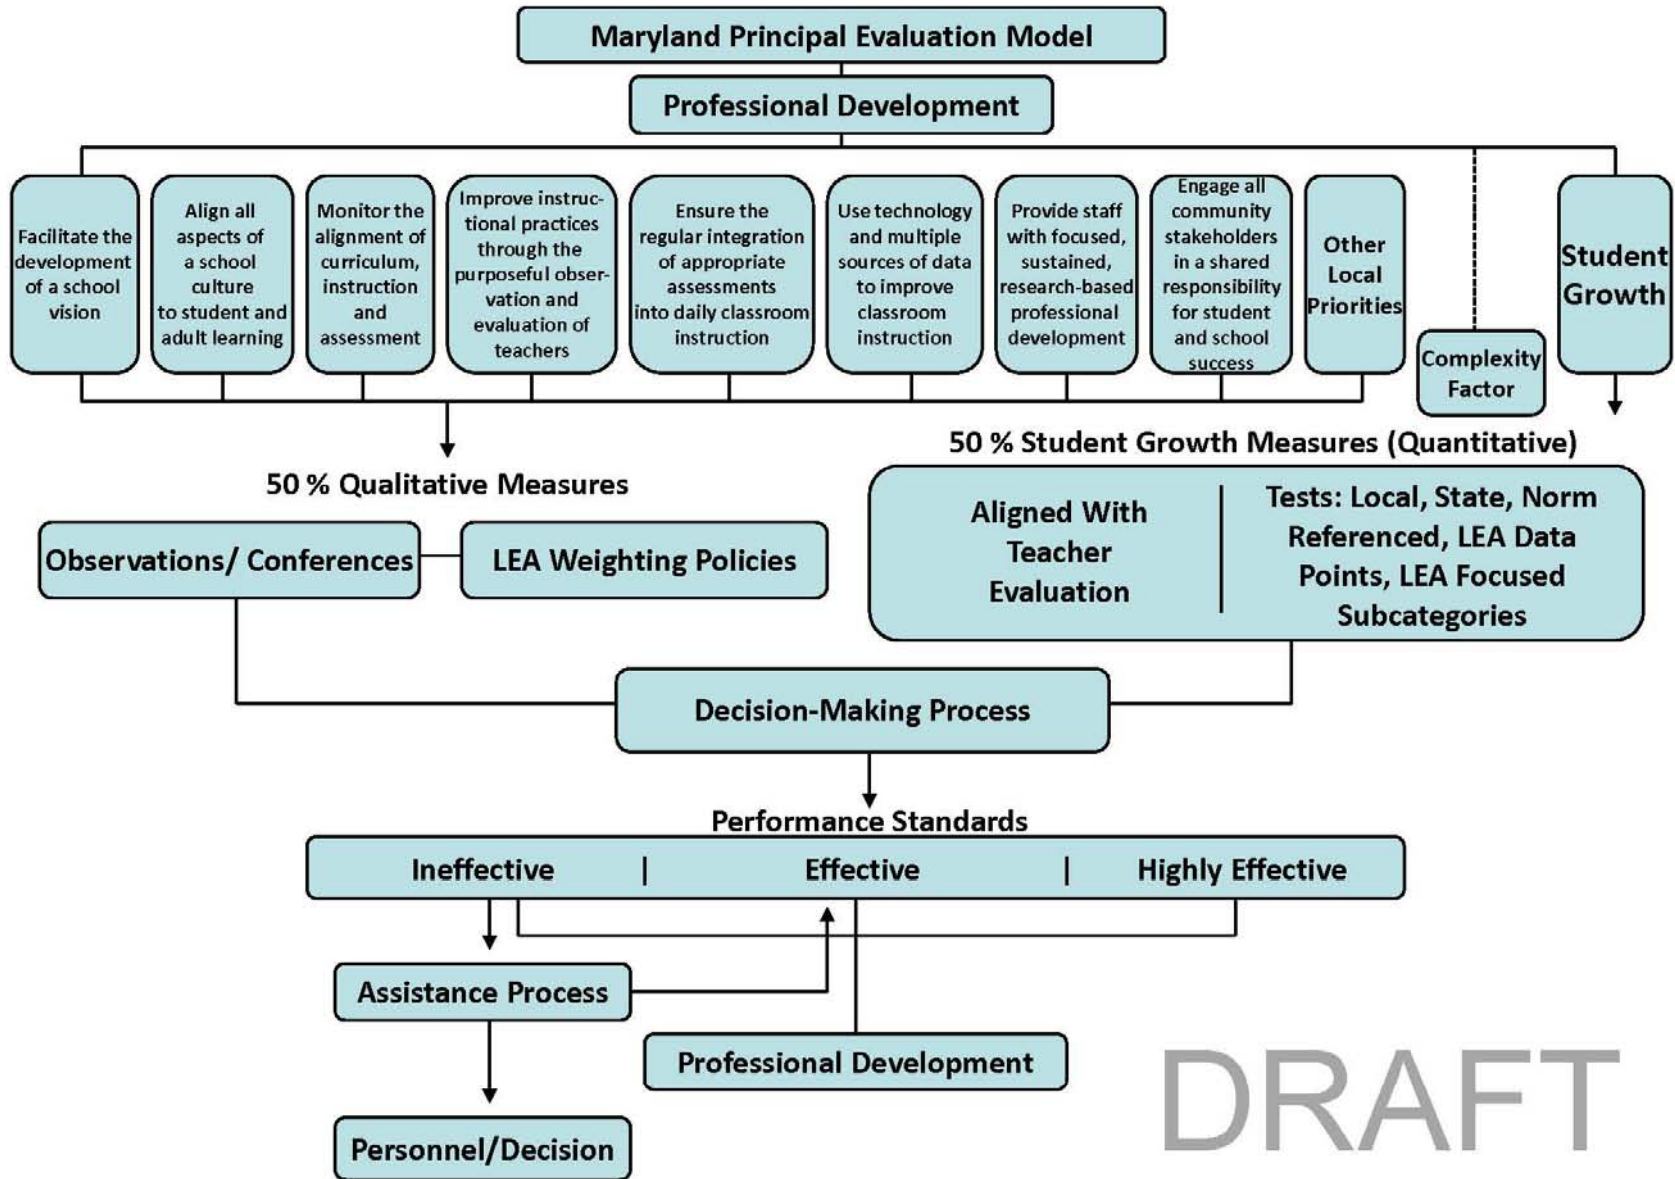 Maryland Principal Evaluation Model
Professional Development
Facilitate the
development
of a school
vision
Align all
aspects of
a school
culture
to student and
adult learning
Monitor the
alignment of
curriculum,
instruction
and
assessment
Improve instruc-
tional practices
through the
purposeful obser-
vation and
evaluation of
teachers
Ensure the
regular integration
of appropriate
assessments
into daily classroom
instruction
Use technology
and multiple
sources of data
to improve
classroom
instruction
Provide staff
with focused,
sustained,
research-based
professional
development
Engage all
community
stakeholders
in a shared
responsibility
for student
and school
success
Other
Local
Priorities
Complexity
Factor
Student
Growth
50 % Qualitative Measures
Observations/ Conferences
LEA Weighting Policies
50 % Student Growth Measures (Quantitative)
Aligned With
Teacher
Evaluation
Tests: Local, State, Norm
Referenced, LEA Data
Points, LEA Focused
Subcategories
Decision-Making Process
Performance Standards
Ineffective | Effective | Highly Effective
Assistance Process
Professional Development
Personnel/Decision
DRAFT